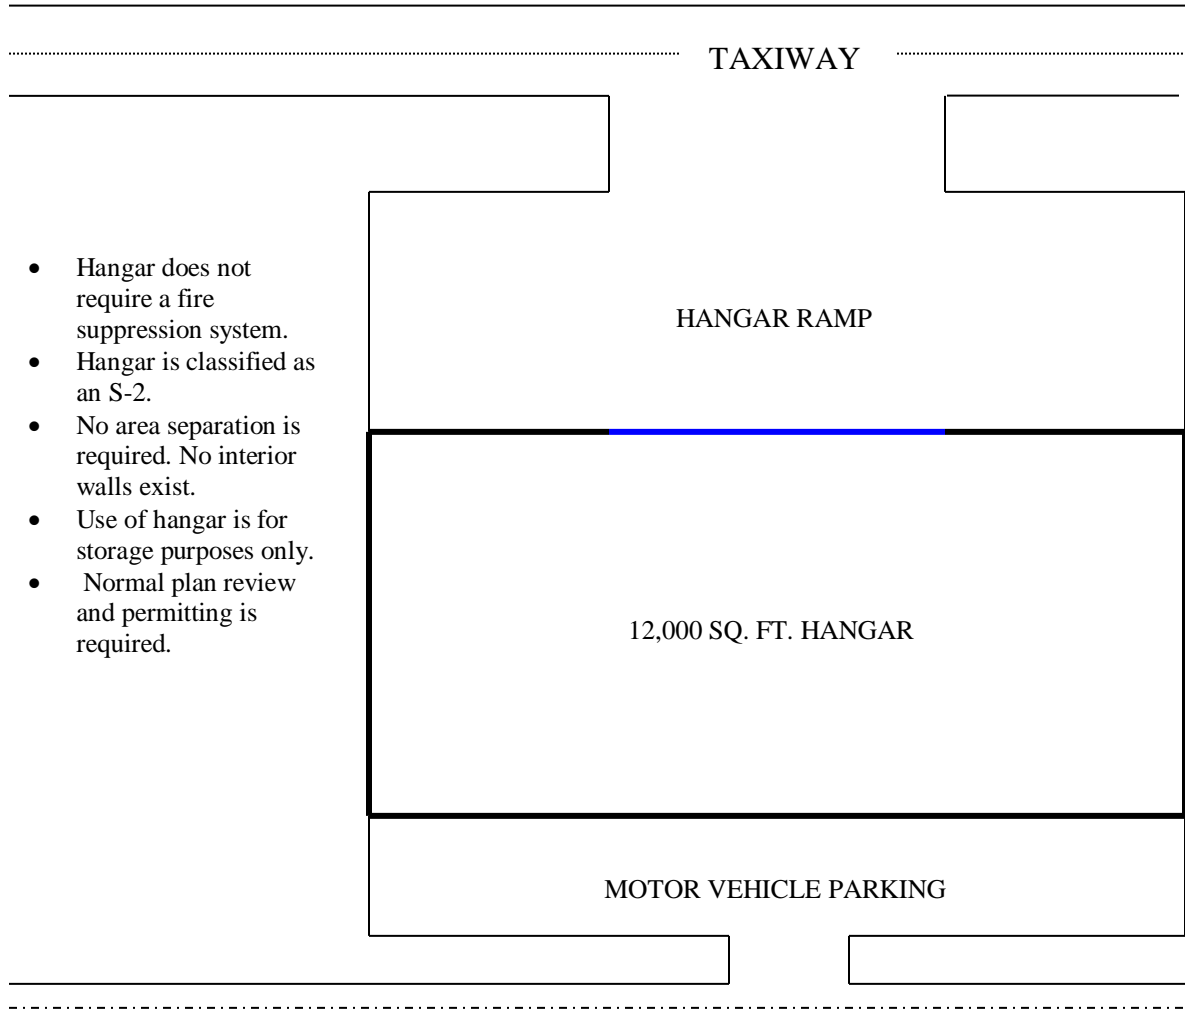 TAXIWAY
• Hangar does not
require a fire
suppression system.
• Hangar is classified as
an S-2.
• No area separation is
required. No interior
walls exist.
• Use of hangar is for
storage purposes only.
• Normal plan review
and permitting is
required.
HANGAR RAMP
12,000 SQ. FT. HANGAR
MOTOR VEHICLE PARKING